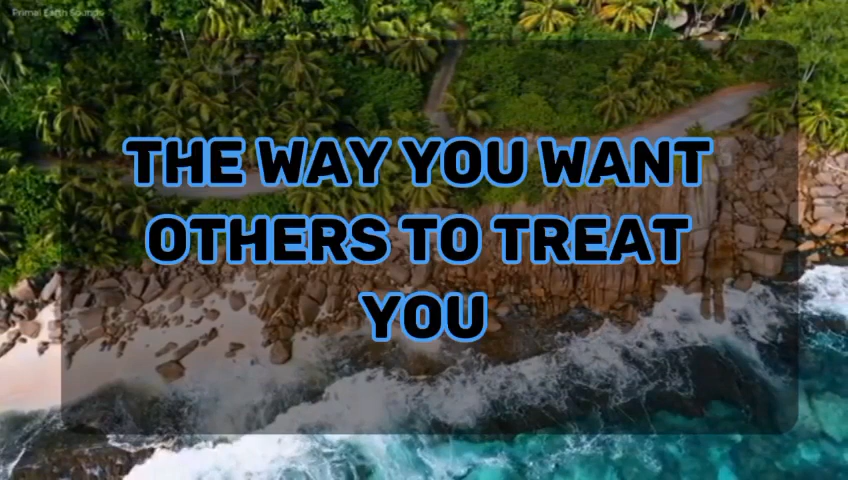 Primal Earth Sounds
THE WAY YOU WANT
OTHERS TO TREAT
YOU